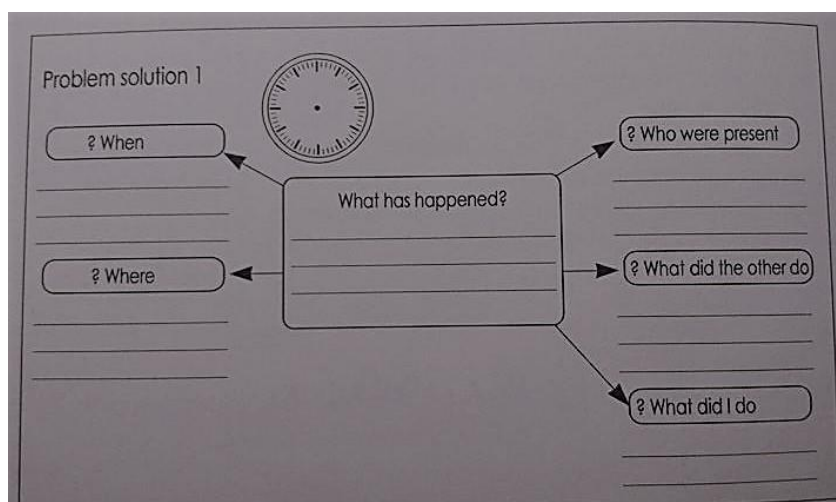 Problem solution 1
? When
? Who were present
What has happened?
? Where
? What did the other do
? What did I do